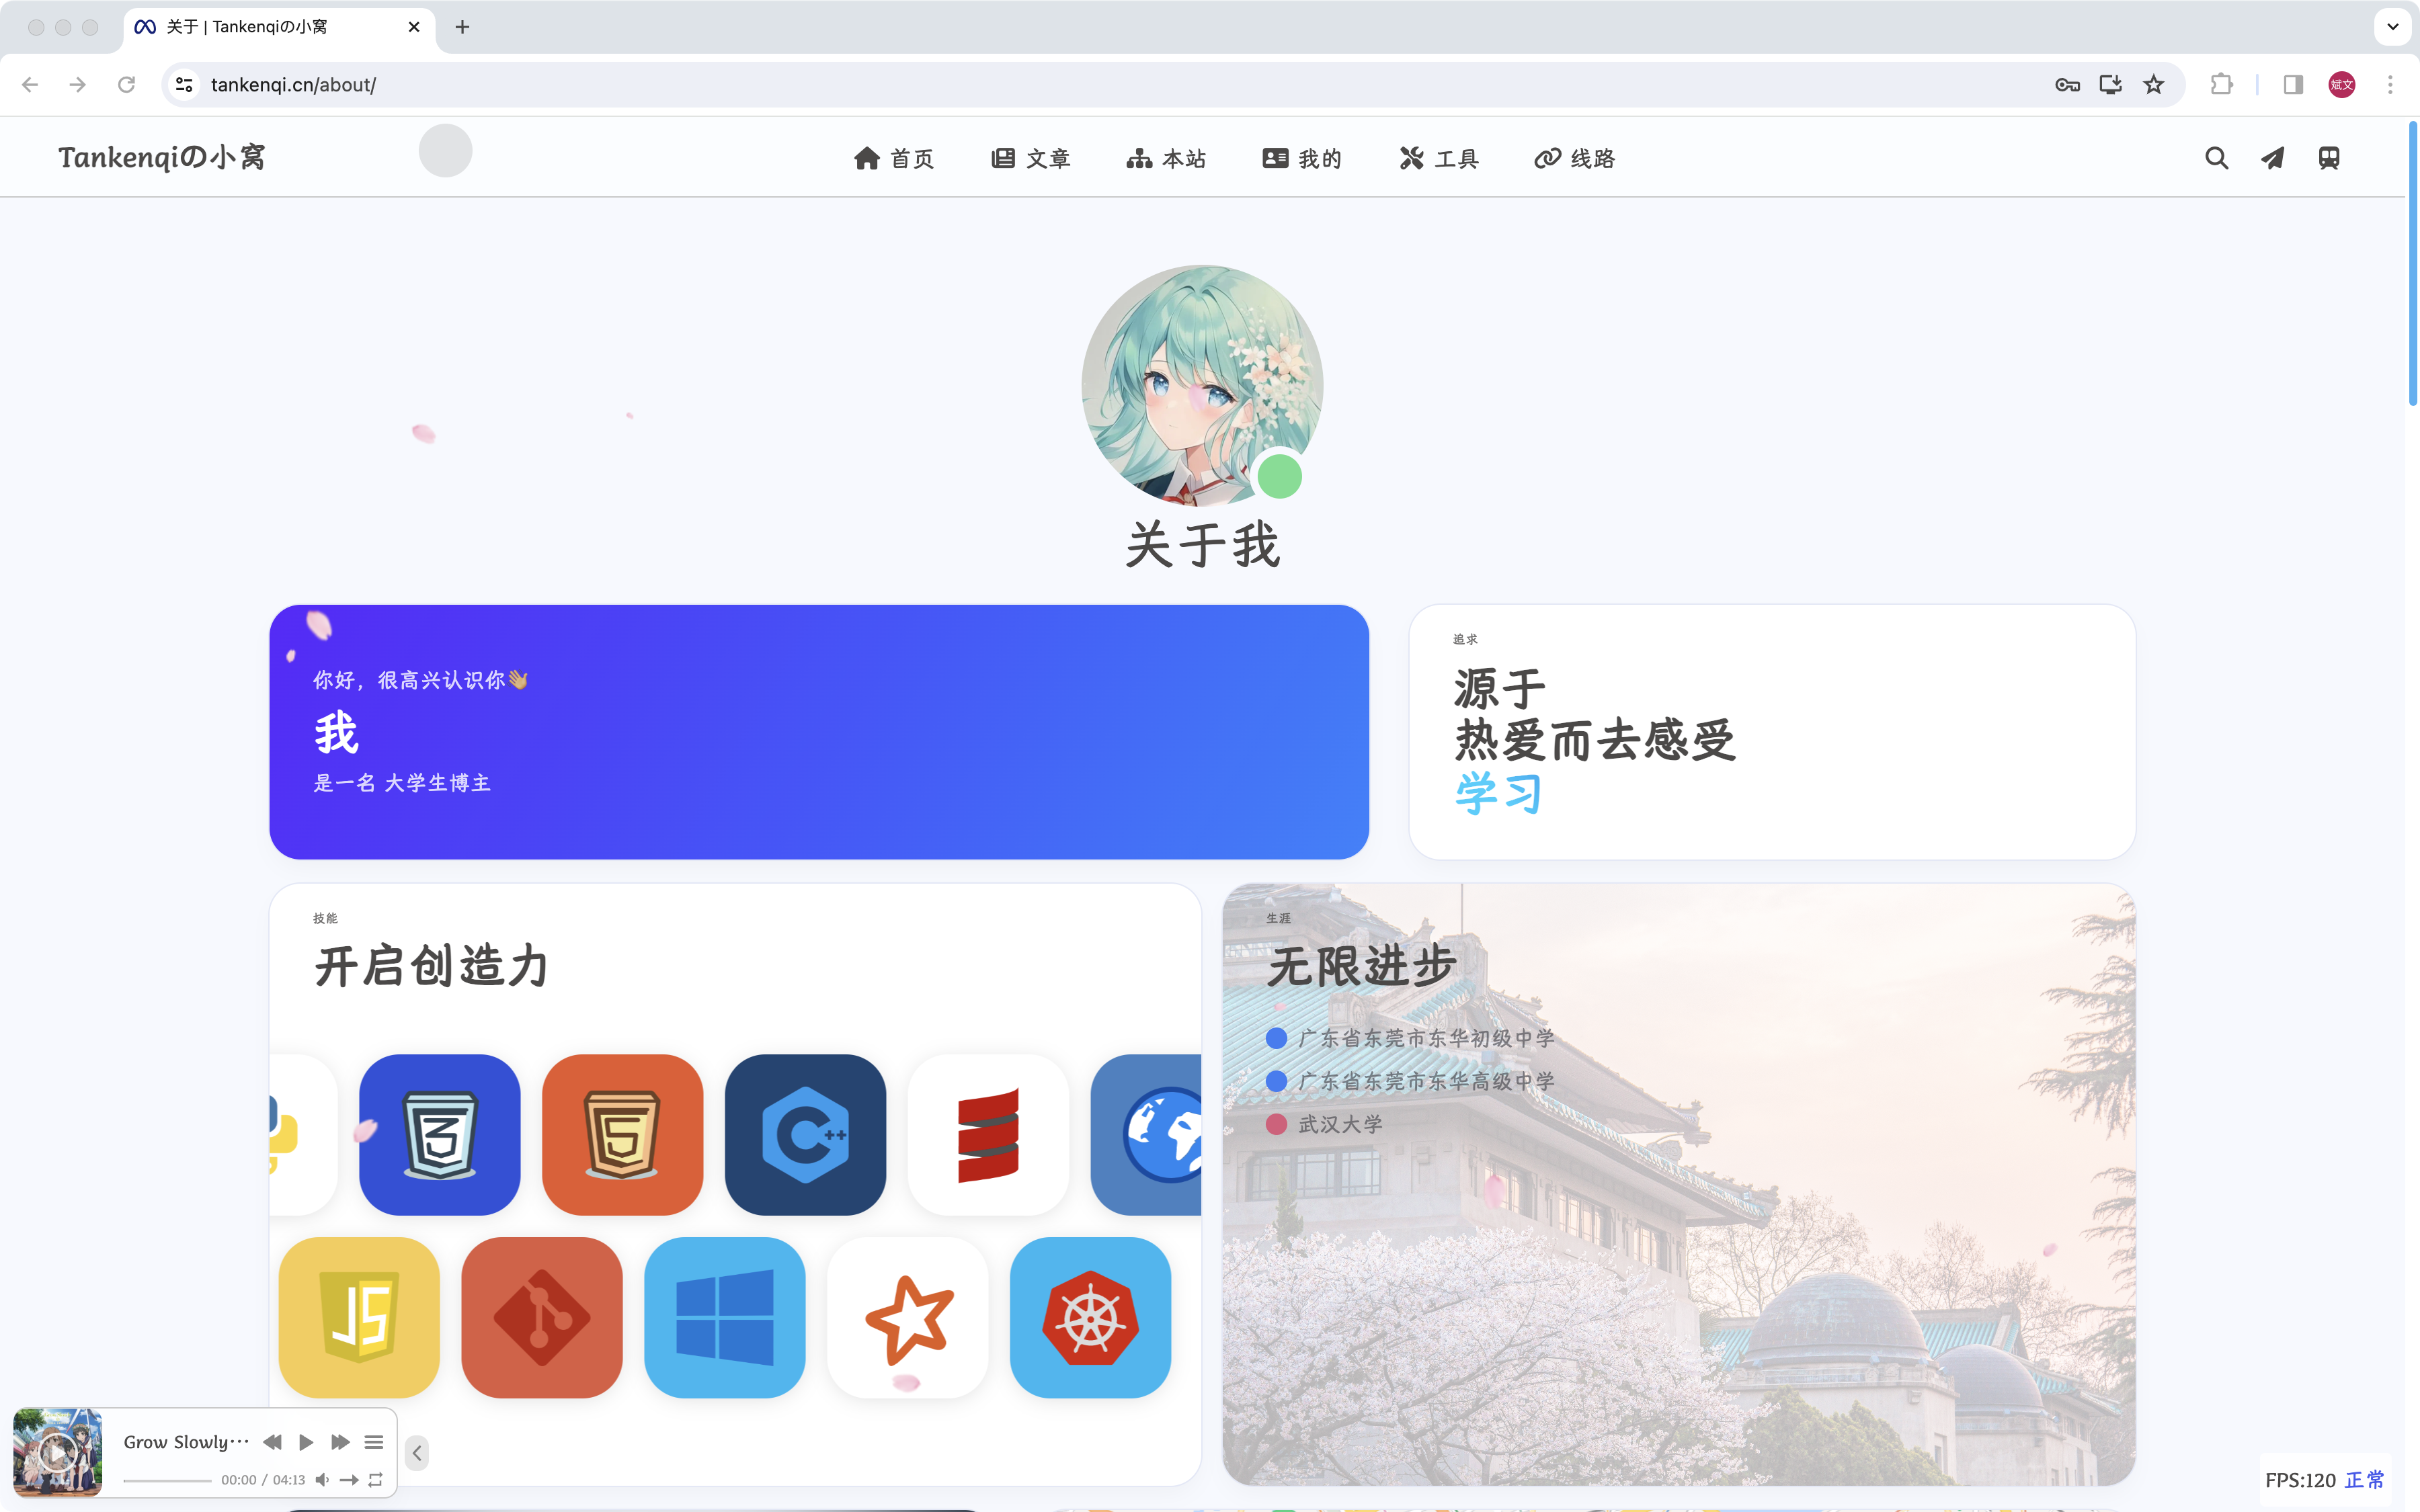 关于 | Tankenqiの小窝
tankenqi.cn/about/
斌文
Tankenqiの小窝
首页 文章 本站 我的 工具 线路
关于我
你好，很高兴认识你👋
我
是一名 大学生博主
追求
源于
热爱而去感受
学习
技能
开启创造力
3 5 C++
JS
生涯
无限进步
广东省东莞市东华初级中学
广东省东莞市东华高级中学
武汉大学
Grow Slowly···
00:00 / 04:13
FPS:120 正常